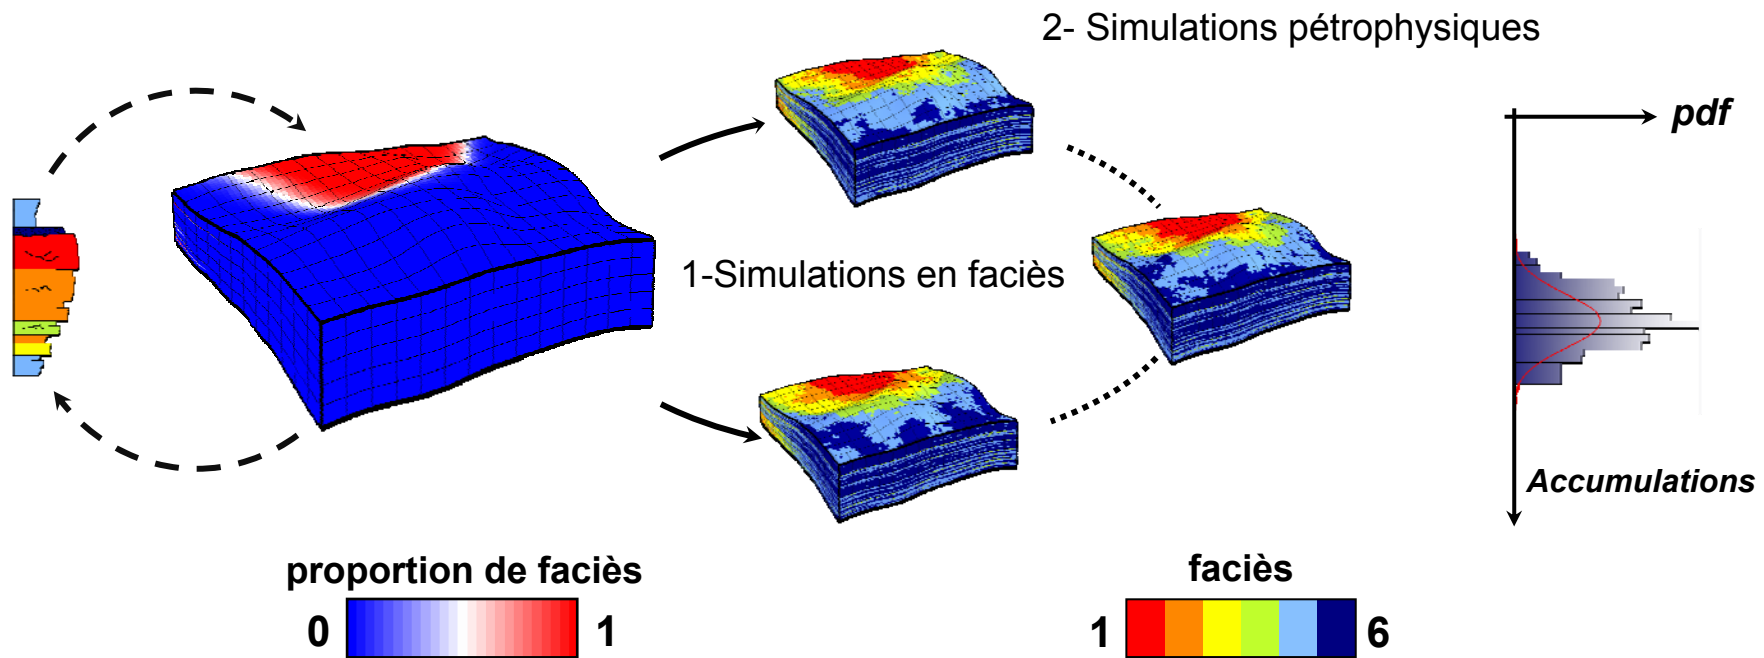 2- Simulations pétrophysiques
pdf
1-Simulations en faciès
Accumulations
proportion de faciès
0 1
faciès
1 6